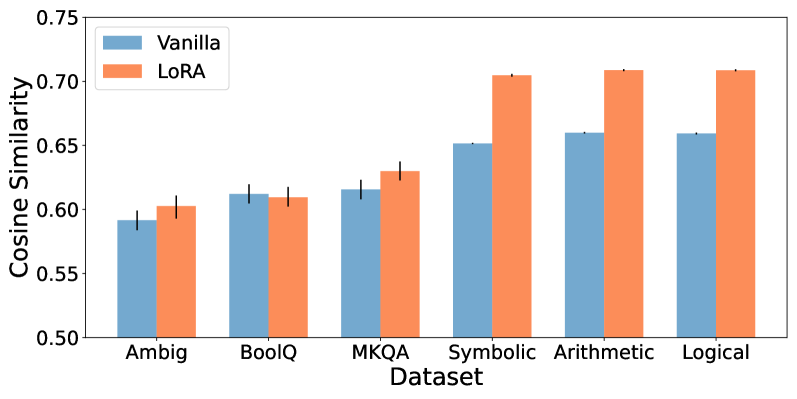 Vanilla
LoRA
Cosine Similarity
0.75
0.70
0.65
0.60
0.55
0.50
Ambig BoolQ MKQA Symbolic Arithmetic Logical
Dataset